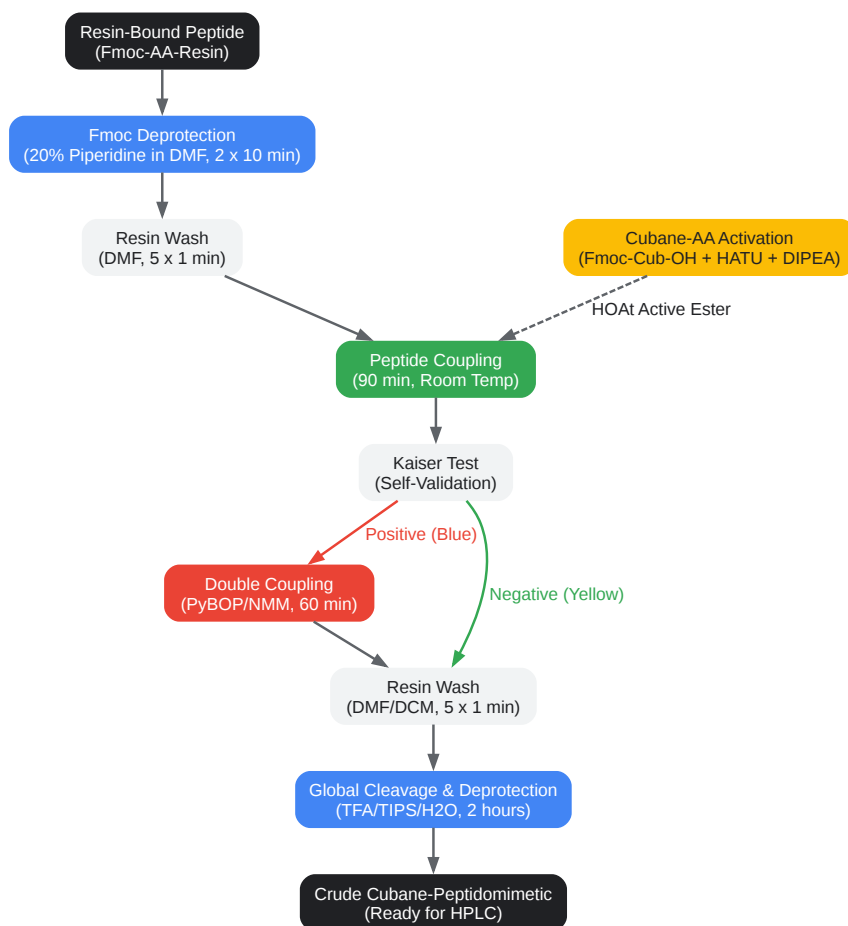 Resin-Bound Peptide
(Fmoc-AA-Resin)
Fmoc Deprotection
(20% Piperidine in DMF, 2 x 10 min)
Resin Wash
(DMF, 5 x 1 min)
Cubane-AA Activation
(Fmoc-Cub-OH + HATU + DIPEA)
HOAt Active Ester
Peptide Coupling
(90 min, Room Temp)
Kaiser Test
(Self-Validation)
Positive (Blue)
Double Coupling
(PyBOP/NMM, 60 min)
Negative (Yellow)
Resin Wash
(DMF/DCM, 5 x 1 min)
Global Cleavage & Deprotection
(TFA/TIPS/H2O, 2 hours)
Crude Cubane-Peptidomimetic
(Ready for HPLC)